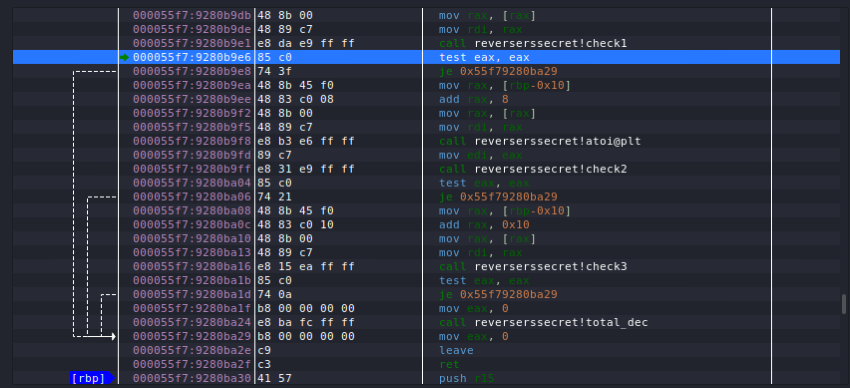 000055f7:9280b9db 48 8b 00 mov rax, [rax]
000055f7:9280b9de 48 89 c7 mov rdi, rax
000055f7:9280b9e1 e8 da e9 ff ff call reverserssecret!check1
000055f7:9280b9e6 85 c0 test eax, eax
000055f7:9280b9e8 74 3f je 0x55f79280ba29
000055f7:9280b9ea 48 8b 45 f0 mov rax, [rbp-0x10]
000055f7:9280b9ee 48 83 c0 08 add rax, 8
000055f7:9280b9f2 48 8b 00 mov rax, [rax]
000055f7:9280b9f5 48 89 c7 mov rdi, rax
000055f7:9280b9f8 e8 b3 e6 ff ff call reverserssecret!atoi@plt
000055f7:9280b9fd 89 c7 mov edi, eax
000055f7:9280b9ff e8 31 e9 ff ff call reverserssecret!check2
000055f7:9280ba04 85 c0 test eax, eax
000055f7:9280ba06 74 21 je 0x55f79280ba29
000055f7:9280ba08 48 8b 45 f0 mov rax, [rbp-0x10]
000055f7:9280ba0c 48 83 c0 10 add rax, 0x10
000055f7:9280ba10 48 8b 00 mov rax, [rax]
000055f7:9280ba13 48 89 c7 mov rdi, rax
000055f7:9280ba16 e8 15 ea ff ff call reverserssecret!check3
000055f7:9280ba1b 85 c0 test eax, eax
000055f7:9280ba1d 74 0a je 0x55f79280ba29
000055f7:9280ba1f b8 00 00 00 00 mov eax, 0
000055f7:9280ba24 e8 ba fc ff ff call reverserssecret!total_dec
000055f7:9280ba29 b8 00 00 00 00 mov eax, 0
000055f7:9280ba2e c9 leave
000055f7:9280ba2f c3 ret
[rbp] 000055f7:9280ba30 41 57 push r15